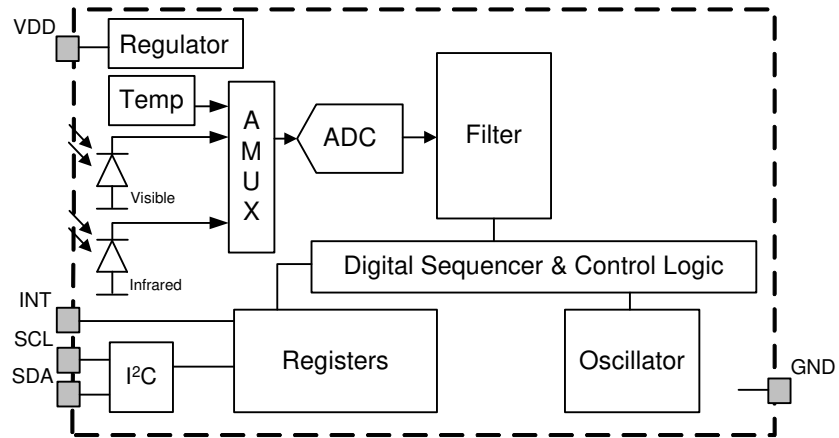 VDD
Regulator
Temp
A
M
U
X
ADC
Filter
Visible
Infrared
Digital Sequencer & Control Logic
INT
SCL
SDA
I²C
Registers
Oscillator
GND